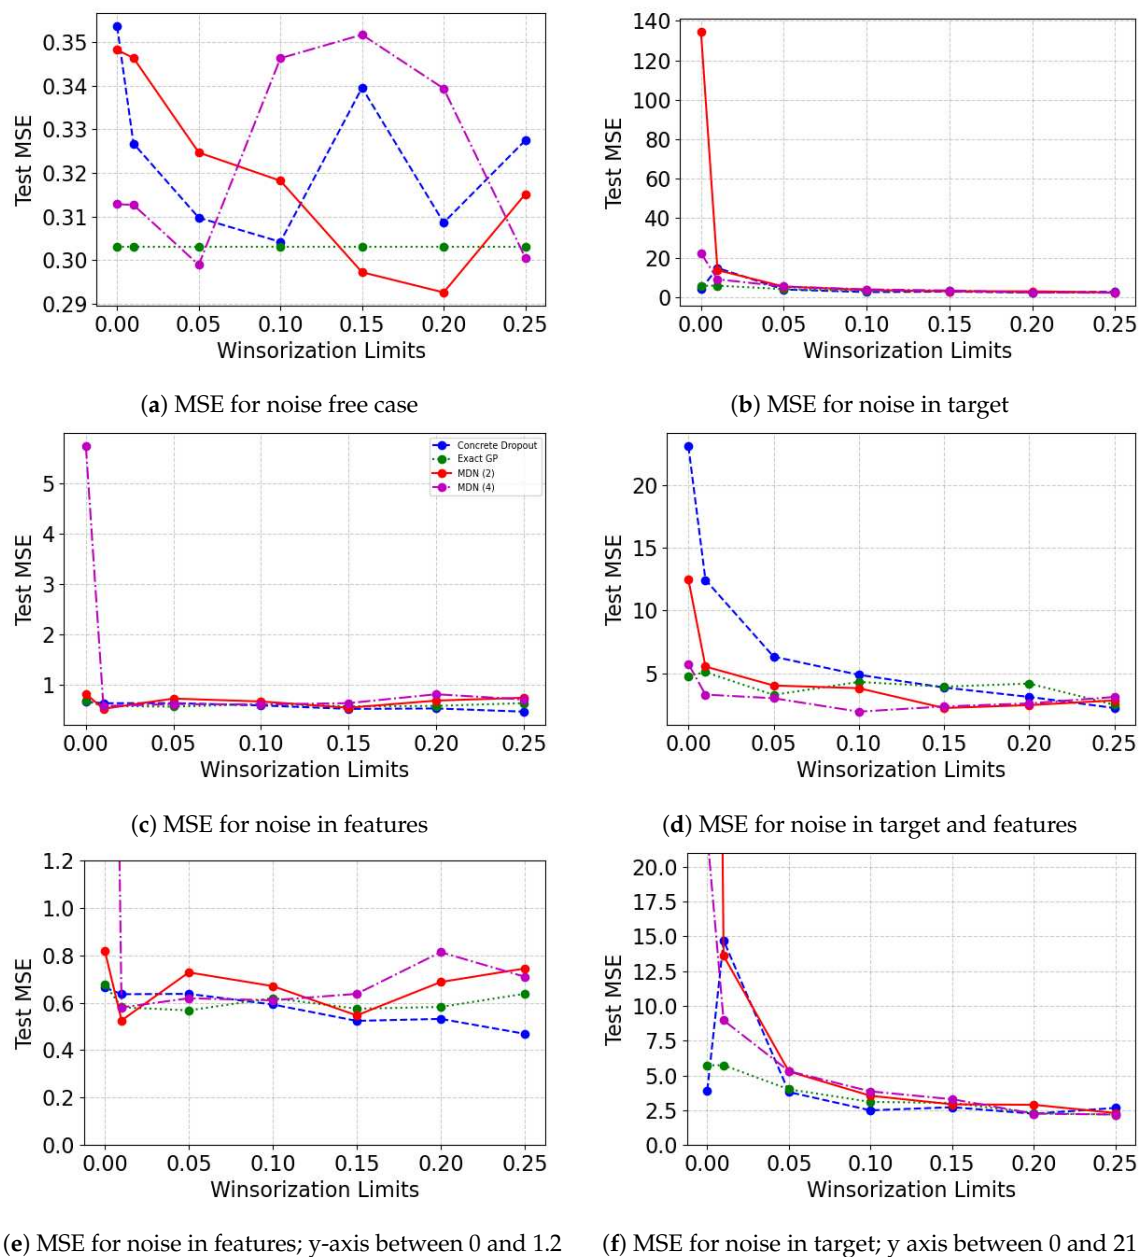 0.35
0.34
0.33
0.32
0.31
0.30
0.29
Test MSE
0.00 0.05 0.10 0.15 0.20 0.25
Winsorization Limits
(a) MSE for noise free case
140
120
100
80
60
40
20
0
Test MSE
0.00 0.05 0.10 0.15 0.20 0.25
Winsorization Limits
(b) MSE for noise in target
5
4
3
2
1
Test MSE
Concrete Dropout
Exact GP
MDN (2)
MDN (4)
0.00 0.05 0.10 0.15 0.20 0.25
Winsorization Limits
(c) MSE for noise in features
20
15
10
5
Test MSE
0.00 0.05 0.10 0.15 0.20 0.25
Winsorization Limits
(d) MSE for noise in target and features
1.2
1.0
0.8
0.6
0.4
0.2
0.0
Test MSE
0.00 0.05 0.10 0.15 0.20 0.25
Winsorization Limits
(e) MSE for noise in features; y-axis between 0 and 1.2
20.0
17.5
15.0
12.5
10.0
7.5
5.0
2.5
0.0
Test MSE
0.00 0.05 0.10 0.15 0.20 0.25
Winsorization Limits
(f) MSE for noise in target; y axis between 0 and 21